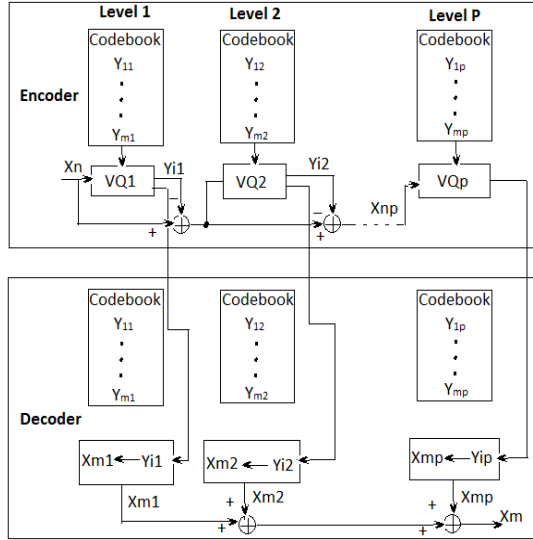 Level 1 Level 2 Level P
Codebook Codebook Codebook
Y11 Y12 Y1p
Encoder
Ym1 Ym2 Ymp
Xn Yi1 Yi2
VQ1 VQ2 VQp
Xnp
− −
+ +
Codebook Codebook Codebook
Y11 Y12 Y1p
Ym1 Ym2 Ymp
Decoder
Xm1 Yi1 Xm2 Yi2 Xmp Yip
Xm1 Xm2 Xmp
+ +
Xm
+ +